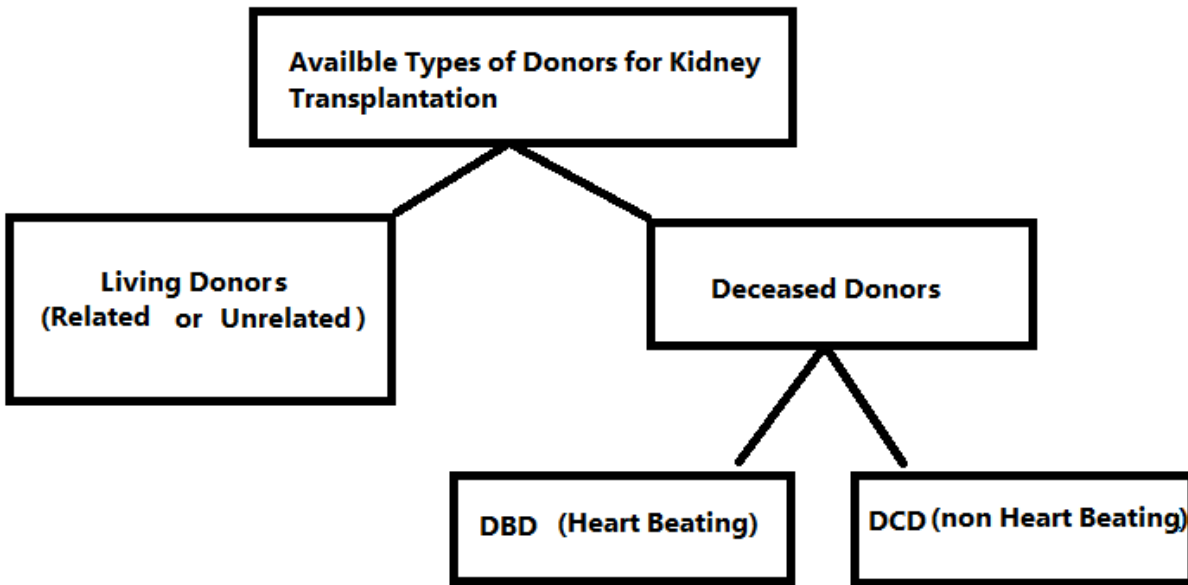 Availble Types of Donors for Kidney
Transplantation
Living Donors
(Related or Unrelated)
Deceased Donors
DBD (Heart Beating)
DCD (non Heart Beating)